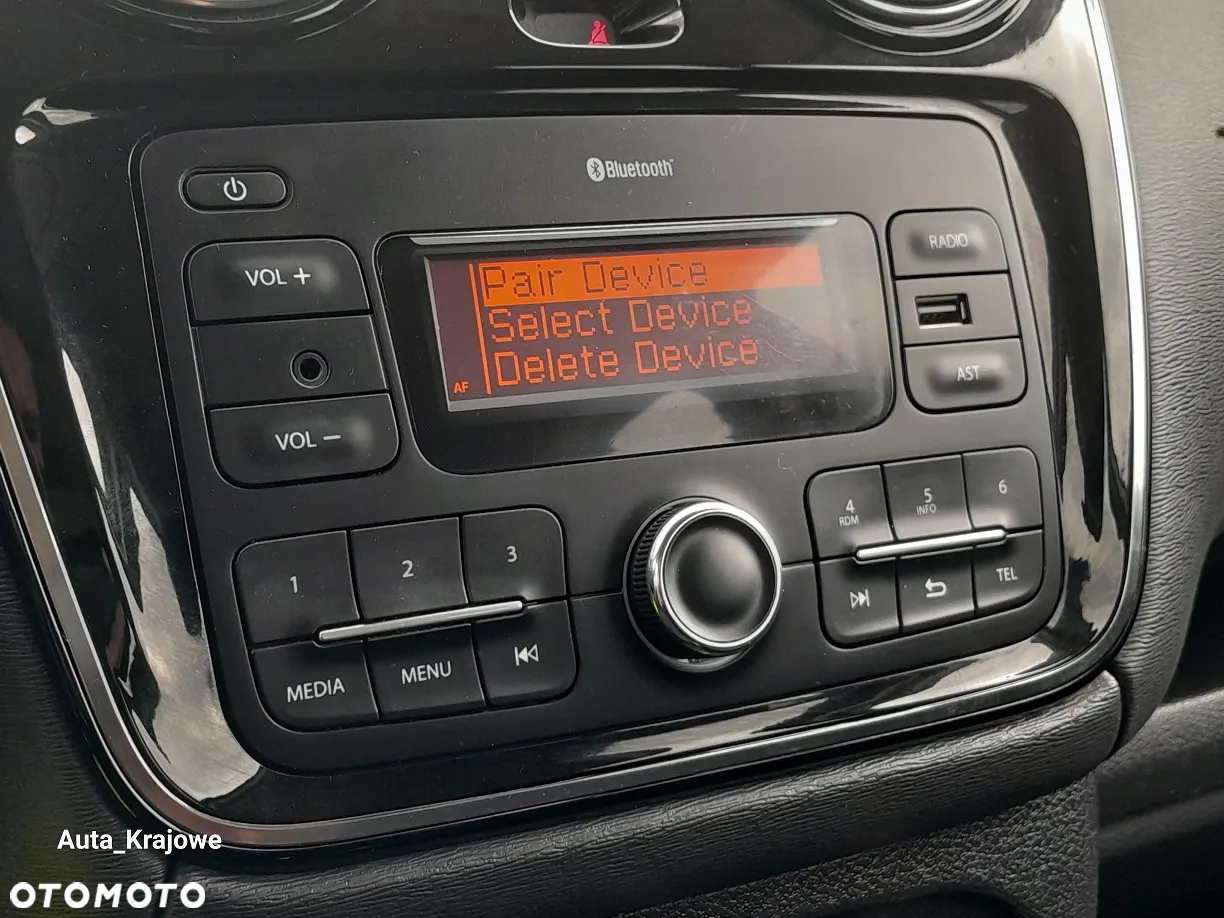 Bluetooth
VOL +
RADIO
Pair Device
Select Device
Delete Device
AF
AST
VOL −
1
2
3
4
RDM
5
INFO
6
MEDIA
MENU
TEL
Auta_Krajowe
OTOMOTO